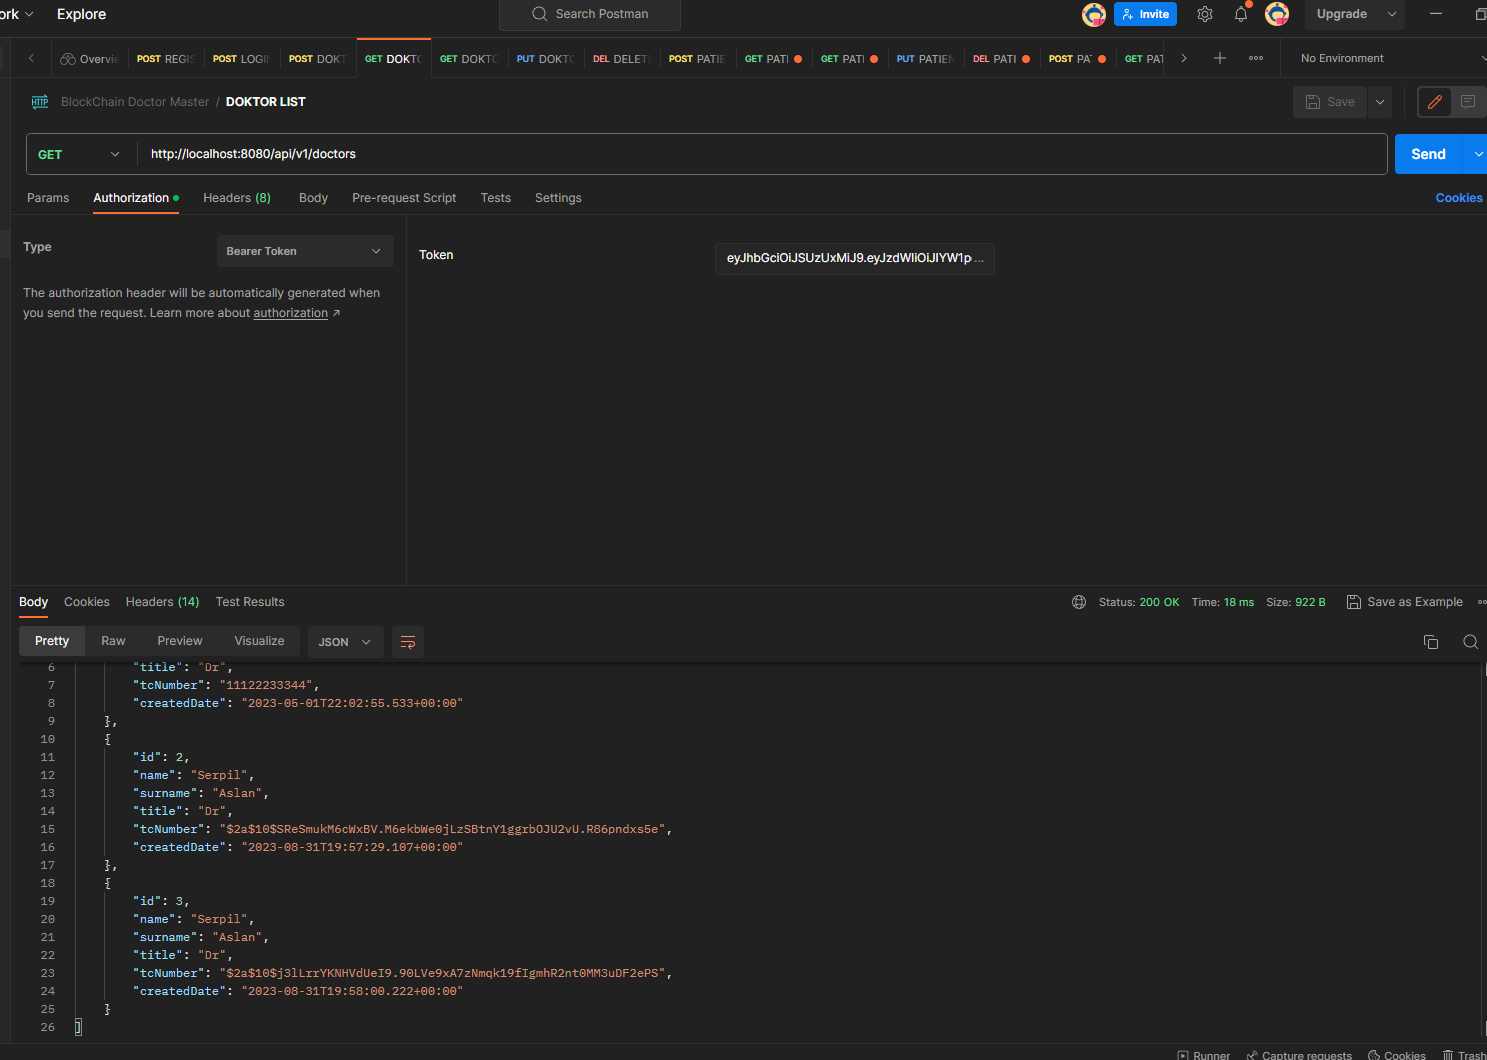 ork Explore Search Postman Invite Upgrade
Overvie POST REGIS POST LOGIN POST DOKT GET DOKTO GET DOKTO PUT DOKTO DEL DELET POST PATIE GET PATI GET PATI PUT PATIEN DEL PATI POST PAT GET PAT No Environment
HTTP BlockChain Doctor Master / DOKTOR LIST Save
GET http://localhost:8080/api/v1/doctors Send
Params Authorization Headers (8) Body Pre-request Script Tests Settings Cookies
Type Bearer Token Token eyJhbGciOiJSUzUxMiJ9.eyJzdWIiOiJIYW1p...
The authorization header will be automatically generated when
you send the request. Learn more about authorization ↗
Body Cookies Headers (14) Test Results Status: 200 OK Time: 18 ms Size: 922 B Save as Example
Pretty Raw Preview Visualize JSON
6 "title": "Dr",
7 "tcNumber": "11122233344",
8 "createdDate": "2023-05-01T22:02:55.533+00:00"
9 },
10 {
11 "id": 2,
12 "name": "Serpil",
13 "surname": "Aslan",
14 "title": "Dr",
15 "tcNumber": "$2a$10$SReSmukM6cWxBV.M6ekbWe0jLzSBtnY1ggrbOJU2vU.R86pndxs5e",
16 "createdDate": "2023-08-31T19:57:29.107+00:00"
17 },
18 {
19 "id": 3,
20 "name": "Serpil",
21 "surname": "Aslan",
22 "title": "Dr",
23 "tcNumber": "$2a$10$j3lLrrYKNHVdUeI9.90LVe9xA7zNmqk19fIgmhR2nt0MM3uDF2ePS",
24 "createdDate": "2023-08-31T19:58:00.222+00:00"
25 }
26 ]
Runner Capture requests Cookies Trash